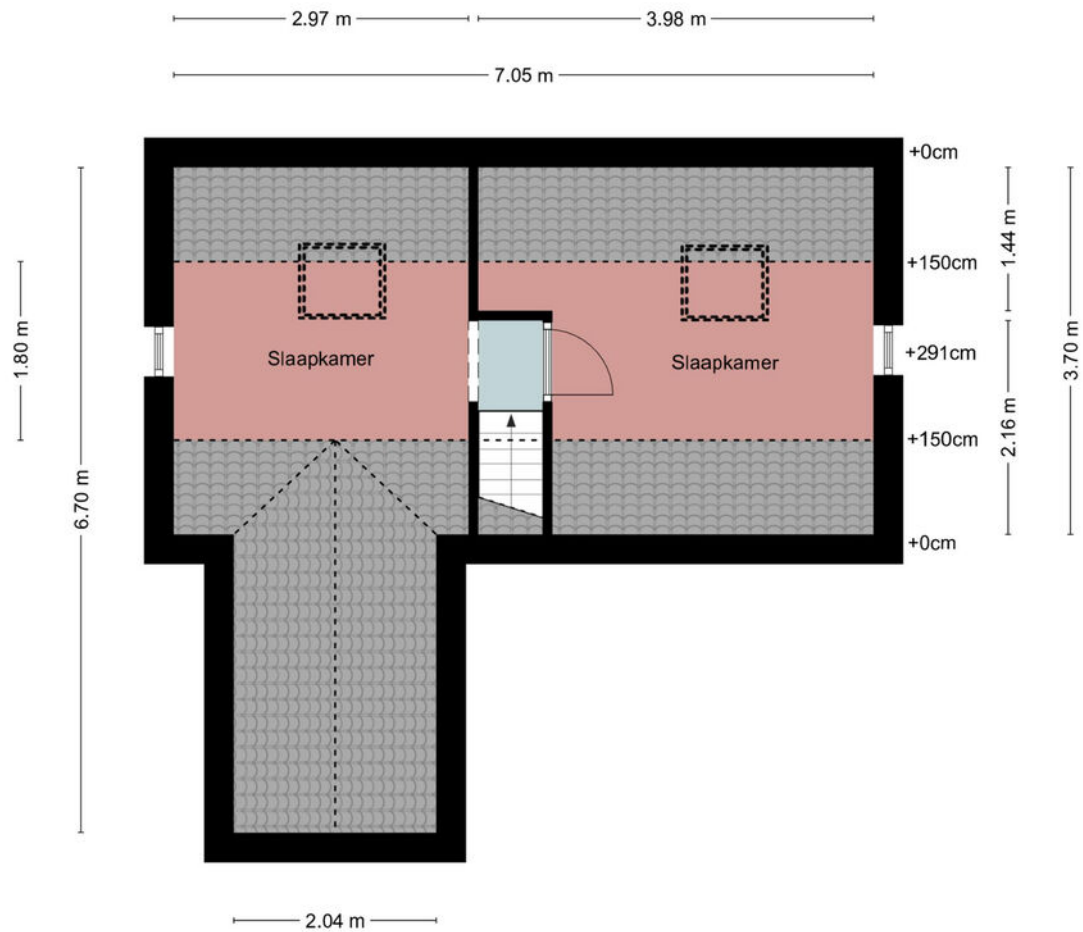 2.97 m
3.98 m
7.05 m
+0cm
1.44 m
3.70 m
+150cm
1.80 m
Slaapkamer
Slaapkamer
+291cm
2.16 m
+150cm
6.70 m
+0cm
2.04 m